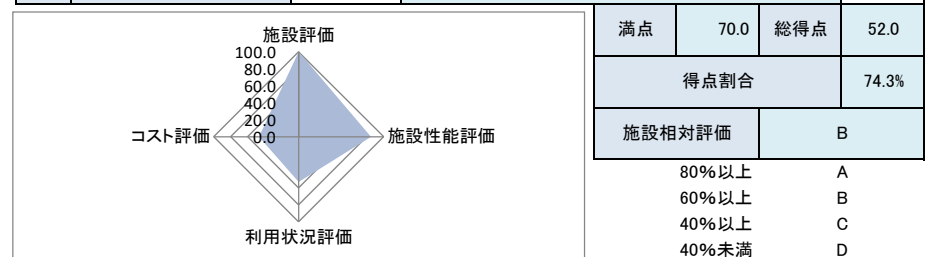 施設評価
100.0
80.0
60.0
40.0
20.0
0.0
コスト評価
施設性能評価
利用状況評価
満点 70.0 総得点 52.0
得点割合 74.3%
施設相対評価 B
80%以上 A
60%以上 B
40%以上 C
40%未満 D